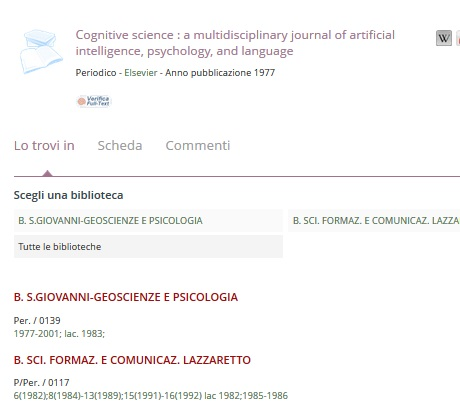 Cognitive science : a multidisciplinary journal of artificial
intelligence, psychology, and language
W
Periodico - Elsevier - Anno pubblicazione 1977
Verifica
Full-Text
Lo trovi in Scheda Commenti
Scegli una biblioteca
B. S.GIOVANNI-GEOSCIENZE E PSICOLOGIA B. SCI. FORMAZ. E COMUNICAZ. LAZZA
Tutte le biblioteche
B. S.GIOVANNI-GEOSCIENZE E PSICOLOGIA
Per. / 0139
1977-2001; lac. 1983;
B. SCI. FORMAZ. E COMUNICAZ. LAZZARETTO
P/Per. / 0117
6(1982);8(1984)-13(1989);15(1991)-16(1992) lac 1982;1985-1986